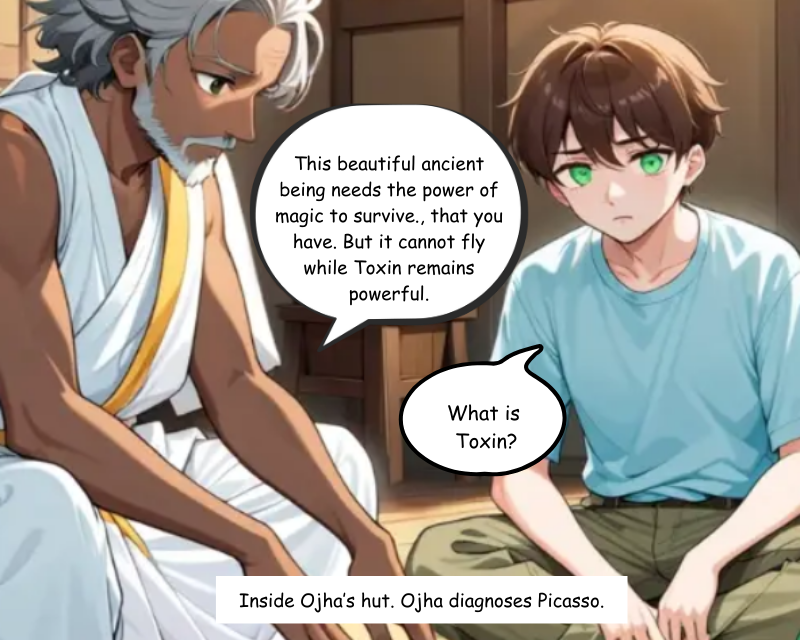 This beautiful ancient
being needs the power of
magic to survive., that you
have. But it cannot fly
while Toxin remains
powerful.
What is
Toxin?
Inside Ojha's hut. Ojha diagnoses Picasso.